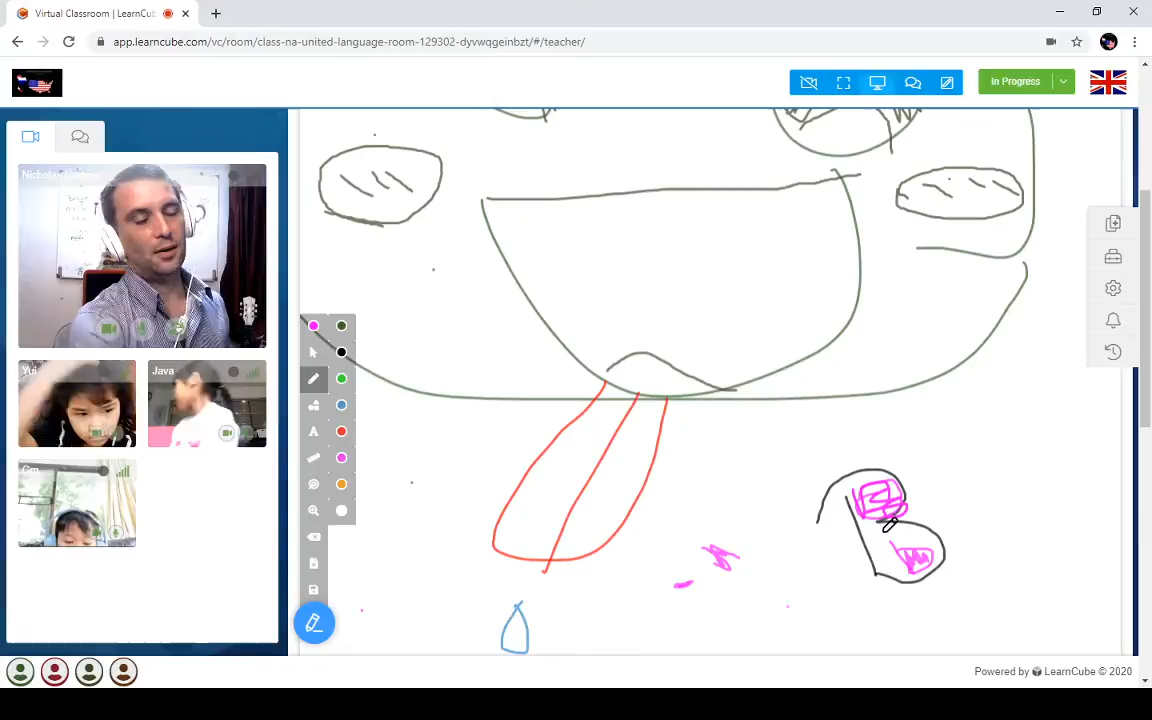 Virtual Classroom | LearnCub
app.learncube.com/vc/room/class-na-united-language-room-129302-dyvwqgeinbzt/#/teacher/
In Progress
Yui
Java
A
Powered by LearnCube © 2020